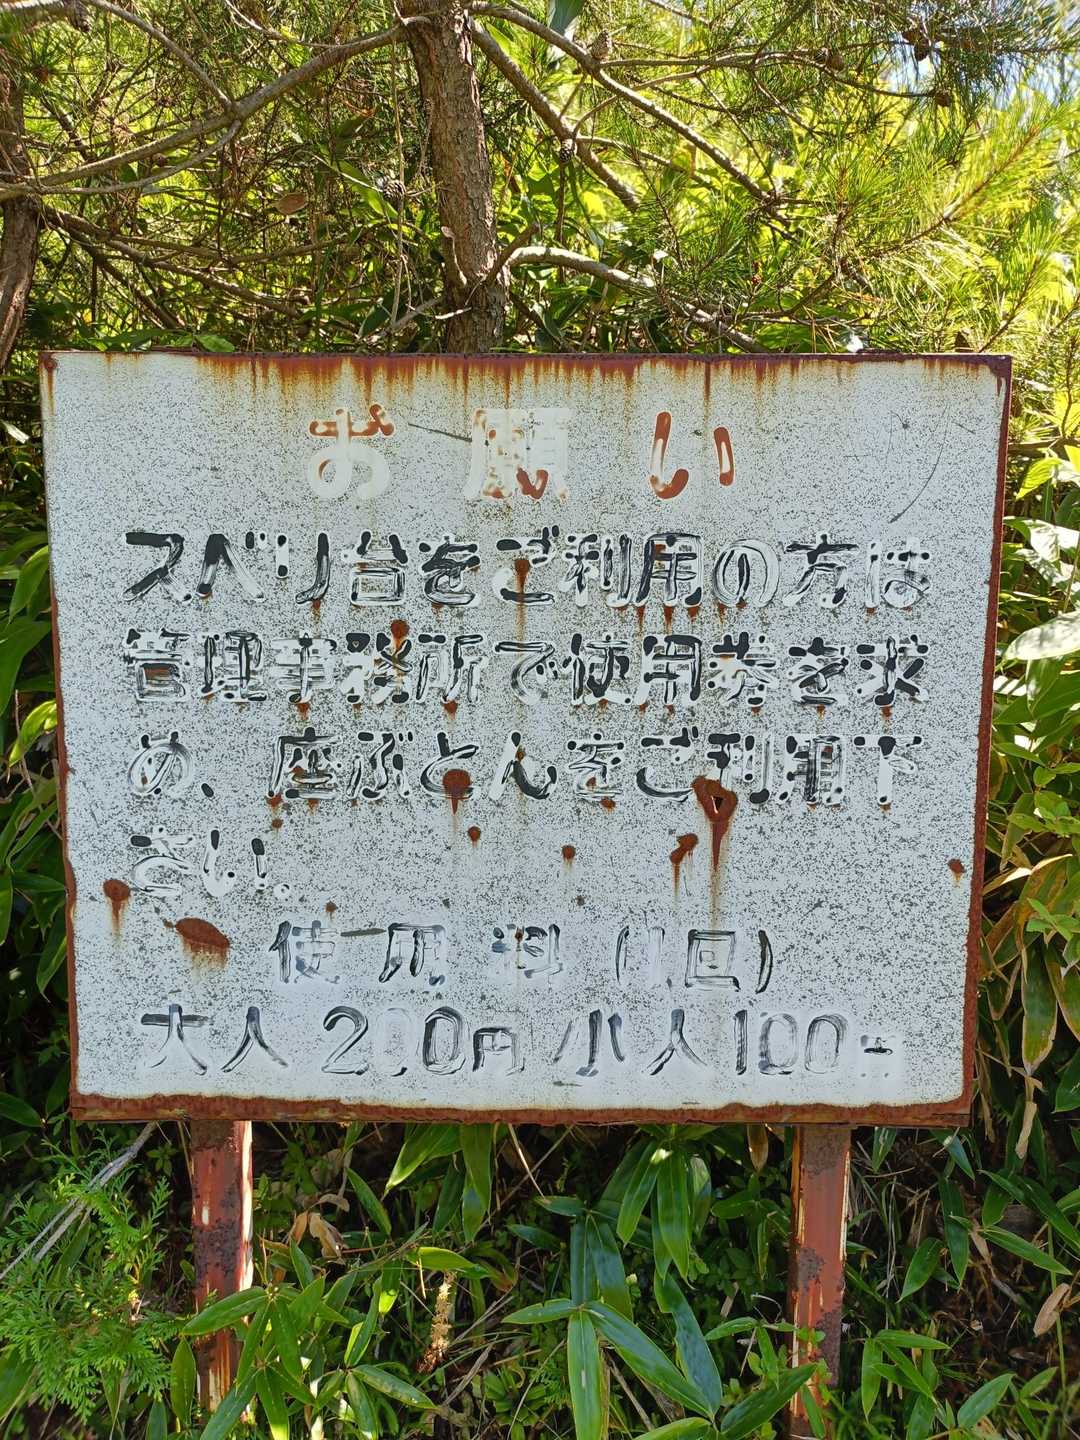 お願い
スベリ台をご利用の方は
管理事務所で使用券を求
め、座ぶとんをご利用下
さい。
使用料(1回)
大人200円小人100円